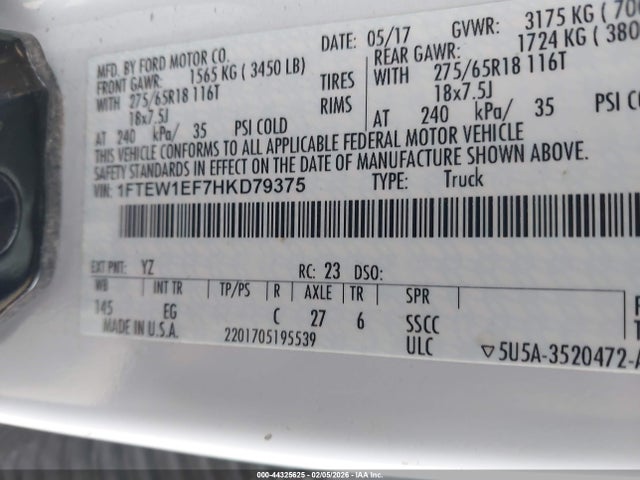 MFD. BY FORD MOTOR CO. DATE: 05/17 GVWR: 3175 KG (70
FRONT GAWR: 1565 KG (3450 LB) REAR GAWR: 1724 KG (380
WITH 275/65R18 116T TIRES WITH 275/65R18 116T
18x7.5J RIMS 18x7.5J
AT 240 kPa/ 35 PSI COLD AT 240 kPa/ 35 PSI CO
THIS VEHICLE CONFORMS TO ALL APPLICABLE FEDERAL MOTOR VEHICLE
SAFETY STANDARDS IN EFFECT ON THE DATE OF MANUFACTURE SHOWN ABOVE.
VIN: 1FTEW1EF7HKD79375 TYPE: Truck
EXT PNT: YZ RC: 23 DSO:
WB INT TR TP/PS R AXLE TR SPR
145 EG C 27 6 SSCC
MADE IN U.S.A. 2201705195539 ULC ▽5U5A-3520472-A
000-44325625 - 02/05/2026 - IAA Inc.